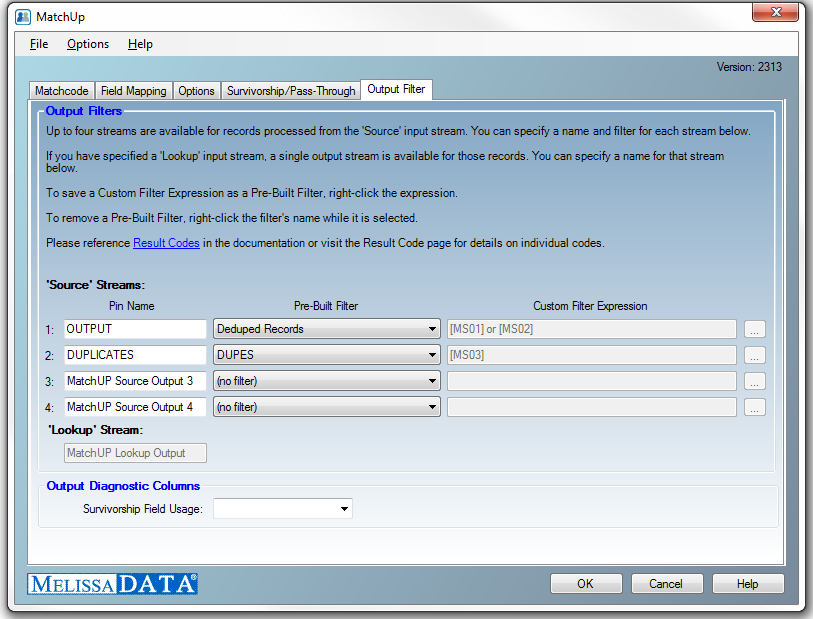 MatchUp
File Options Help
Version: 2313
Matchcode Field Mapping Options Survivorship/Pass-Through Output Filter
Output Filters
Up to four streams are available for records processed from the 'Source' input stream. You can specify a name and filter for each stream below.
If you have specified a 'Lookup' input stream, a single output stream is available for those records. You can specify a name for that stream
below.
To save a Custom Filter Expression as a Pre-Built Filter, right-click the expression.
To remove a Pre-Built Filter, right-click the filter's name while it is selected.
Please reference Result Codes in the documentation or visit the Result Code page for details on individual codes.
'Source' Streams:
Pin Name Pre-Built Filter Custom Filter Expression
1: OUTPUT Deduped Records [MS01] or [MS02] ...
2: DUPLICATES DUPES [MS03] ...
3: MatchUP Source Output 3 (no filter) ...
4: MatchUP Source Output 4 (no filter) ...
'Lookup' Stream:
MatchUP Lookup Output
Output Diagnostic Columns
Survivorship Field Usage:
MELISSA DATA® OK Cancel Help